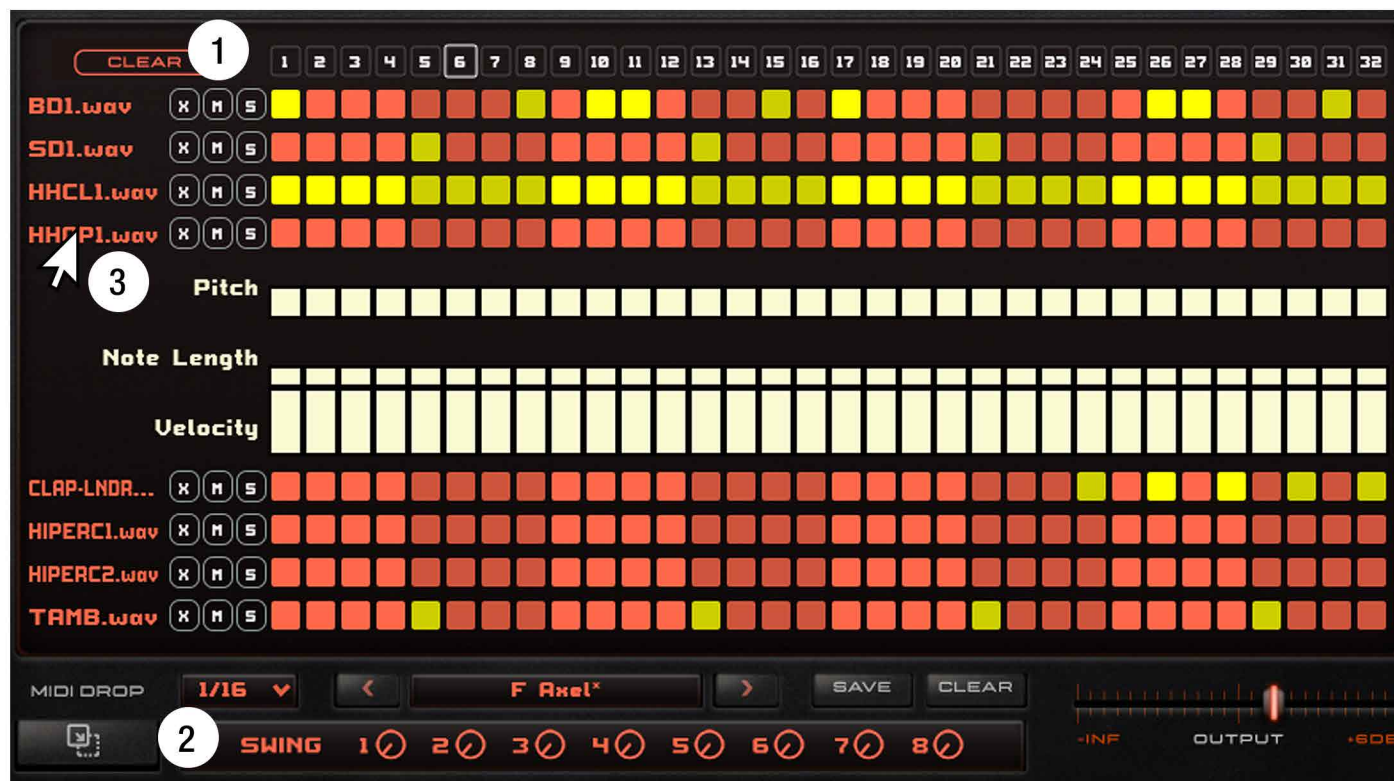 CLEAR 1 1 2 3 4 5 6 7 8 9 10 11 12 13 14 15 16 17 18 19 20 21 22 23 24 25 26 27 28 29 30 31 32
BD1.wav X M S
SD1.wav X M S
HHCL1.wav X M S
HHOP1.wav X M S
3
Pitch
Note Length
Velocity
CLAP-LNDR... X M S
HIPERC1.wav X M S
HIPERC2.wav X M S
TAMB.wav X M S
MIDI DROP 1/16 < F Axel* > SAVE CLEAR
2 SWING 1 2 3 4 5 6 7 8 -INF OUTPUT